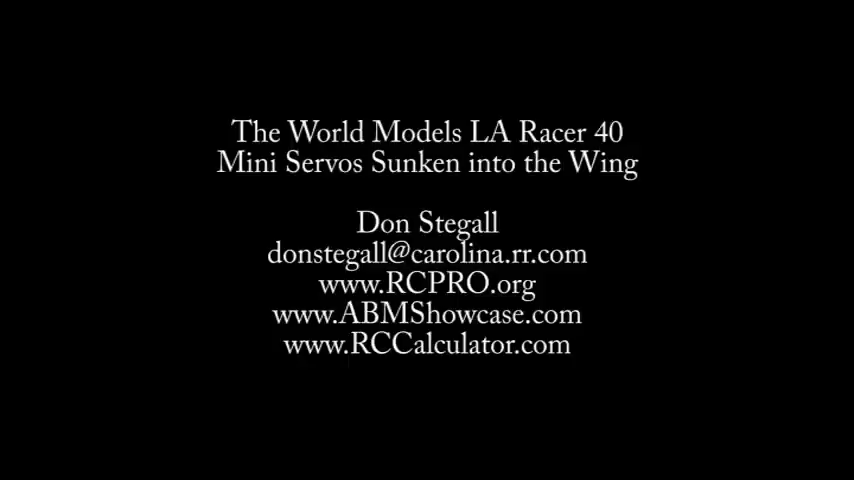 The World Models LA Racer 40
Mini Servos Sunken into the Wing
Don Stegall
donstegall@carolina.rr.com
www.RCPRO.org
www.ABMShowcase.com
www.RCCalculator.com